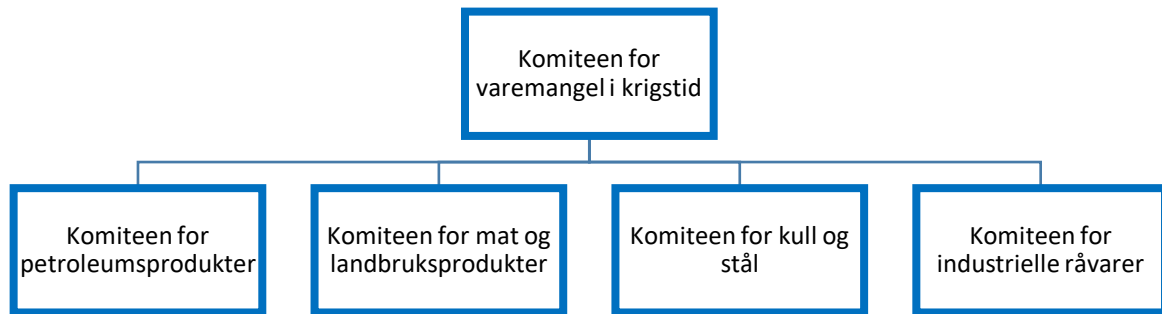 Komiteen for
varemangel i krigstid
Komiteen for
petroleumsprodukter
Komiteen for mat og
landbruksprodukter
Komiteen for kull og
stål
Komiteen for
industrielle råvarer